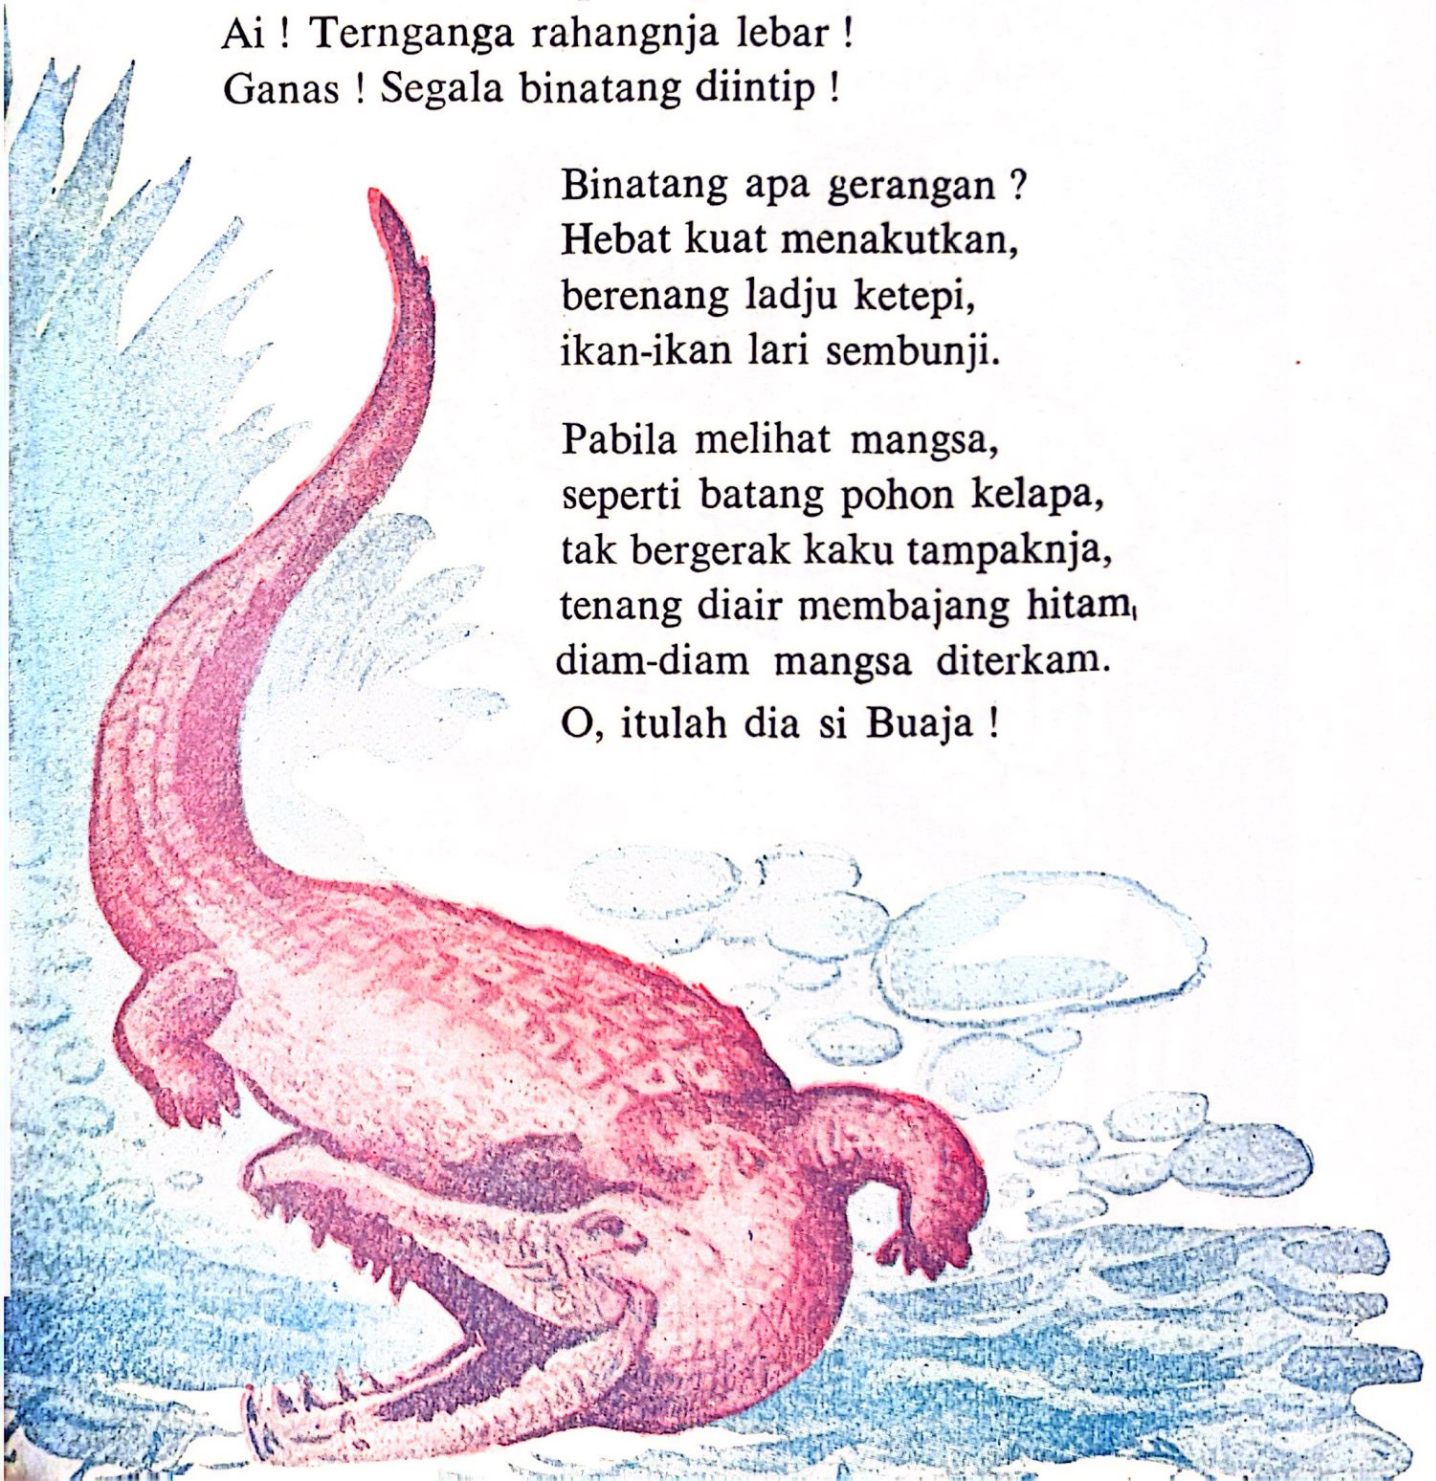 Ai ! Ternganga rahangnja lebar !
Ganas ! Segala binatang diintip !
Binatang apa gerangan ?
Hebat kuat menakutkan,
berenang ladju ketepi,
ikan-ikan lari sembunji.
Pabila melihat mangsa,
seperti batang pohon kelapa,
tak bergerak kaku tampaknja,
tenang diair membajang hitam,
diam-diam mangsa diterkam.
O, itulah dia si Buaja !